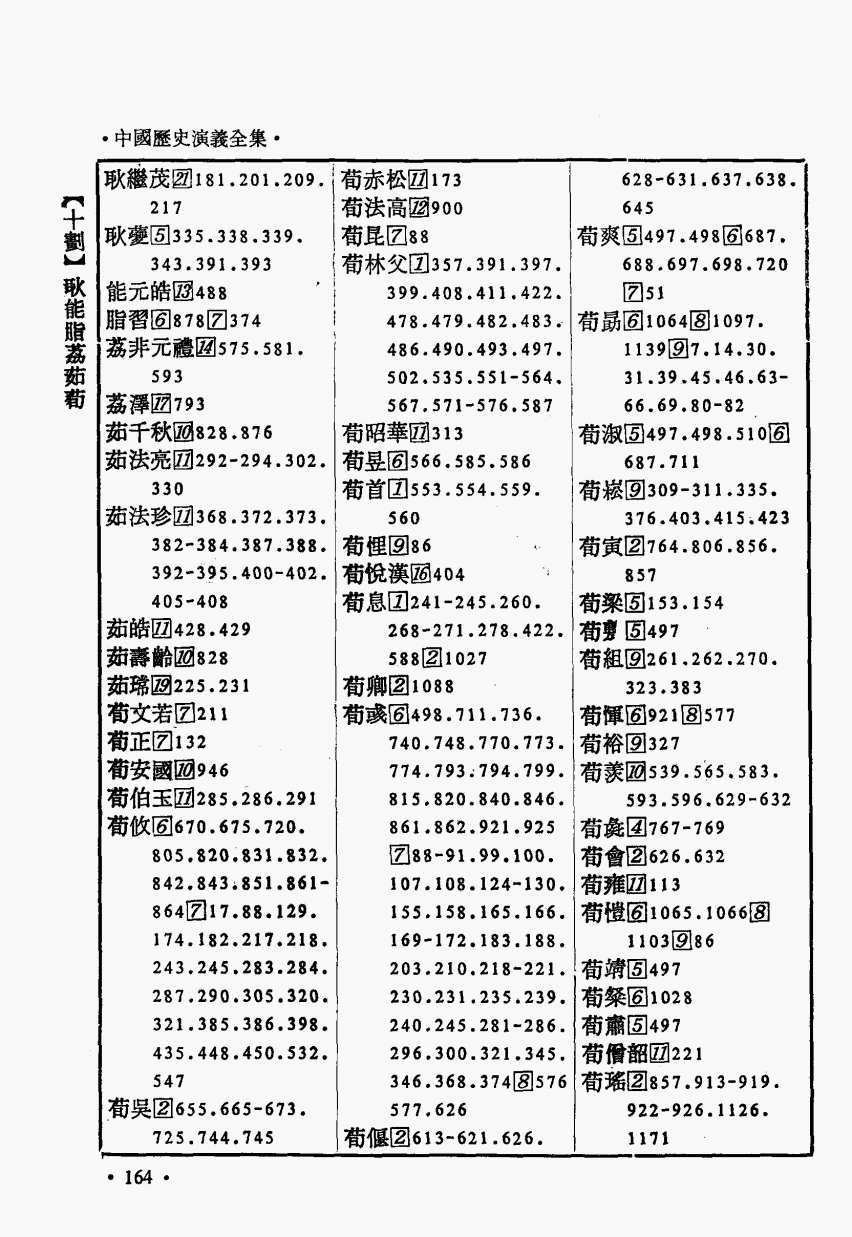 •中國歷史演義全集•
【十劃】耿能脂荔茹荀
耿繼茂[21]181.201.209.
217
耿夔[5]335.338.339.
343.391.393
能元皓[13]488
脂習[6]878[7]374
荔非元禮[14]575.581.
593
荔澤[17]793
茹千秋[10]828.876
茹法亮[11]292-294.302.
330
茹法珍[11]368.372.373.
382-384.387.388.
392-395.400-402.
405-408
茹皓[11]428.429
茹壽齡[10]828
茹瑺[19]225.231
荀文若[7]211
荀正[7]132
荀安國[10]946
荀伯玉[11]285.286.291
荀攸[6]670.675.720.
805.820.831.832.
842.843.851.861-
864[7]17.88.129.
174.182.217.218.
243.245.283.284.
287.290.305.320.
321.385.386.398.
435.448.450.532.
547
荀吳[2]655.665-673.
725.744.745
荀赤松[11]173
荀法高[12]900
荀昆[7]88
荀林父[1]357.391.397.
399.408.411.422.
478.479.482.483.
486.490.493.497.
502.535.551-564.
567.571-576.587
荀昭華[11]313
荀昱[6]566.585.586
荀首[1]553.554.559.
560
荀悝[9]86
荀悅漢[16]404
荀息[1]241-245.260.
268-271.278.422.
588[2]1027
荀卿[2]1088
荀彧[6]498.711.736.
740.748.770.773.
774.793.794.799.
815.820.840.846.
861.862.921.925
[7]88-91.99.100.
107.108.124-130.
155.158.165.166.
169-172.183.188.
203.210.218-221.
230.231.235.239.
240.245.281-286.
296.300.321.345.
346.368.374[8]576
577.626
荀偃[2]613-621.626.
628-631.637.638.
645
荀爽[5]497.498[6]687.
688.697.698.720
[7]51
荀勗[6]1064[8]1097.
1139[9]7.14.30.
31.39.45.46.63-
66.69.80-82
荀淑[5]497.498.510[6]
687.711
荀崧[9]309-311.335.
376.403.415.423
荀寅[2]764.806.856.
857
荀梁[5]153.154
荀[5]497
荀組[9]261.262.270.
323.383
荀惲[6]921[8]577
荀裕[9]327
荀羨[10]539.565.583.
593.596.629-632
荀彘[4]767-769
荀會[2]626.632
荀雍[11]113
荀愷[6]1065.1066[8]
1103[9]86
荀靖[5]497
荀粲[6]1028
荀肅[5]497
荀僧韶[11]221
荀瑤[2]857.913-919.
922-926.1126.
1171
• 164 •